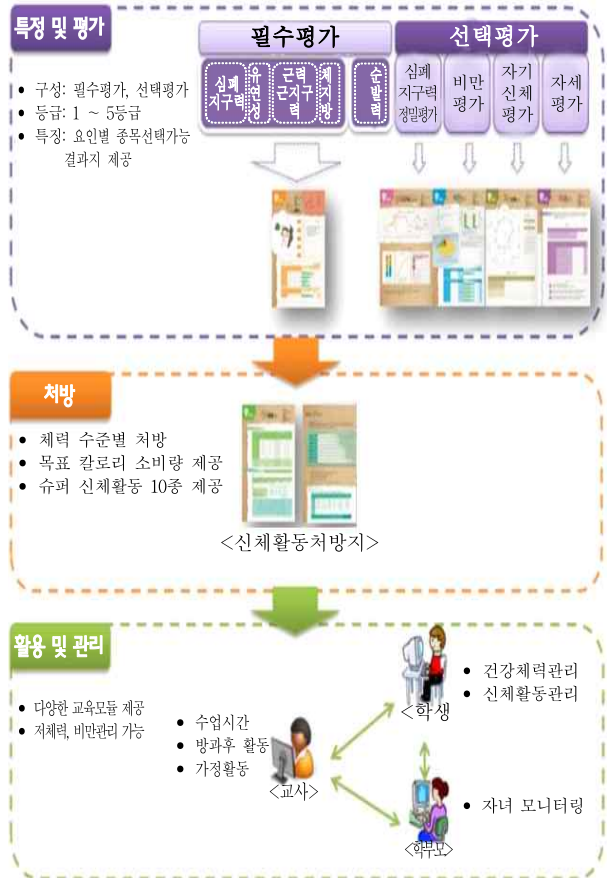 특정 및 평가
• 구성: 필수평가, 선택평가
• 등급: 1 ~ 5등급
• 특징: 요인별 종목선택가능
결과지 제공
필수평가
심폐
지구력
유
연
성
근력
근지구
력
체
지
방
순
발
력
선택평가
심폐
지구력
정밀평가
비만
평가
자기
신체
평가
자세
평가
처방
• 체력 수준별 처방
• 목표 칼로리 소비량 제공
• 슈퍼 신체활동 10종 제공
<신체활동처방지>
활용 및 관리
• 다양한 교육모듈 제공
• 저체력, 비만관리 가능
• 수업시간
• 방과후 활동
• 가정활동
<교사>
<학생
• 건강체력관리
• 신체활동관리
<학부모>
• 자녀 모니터링